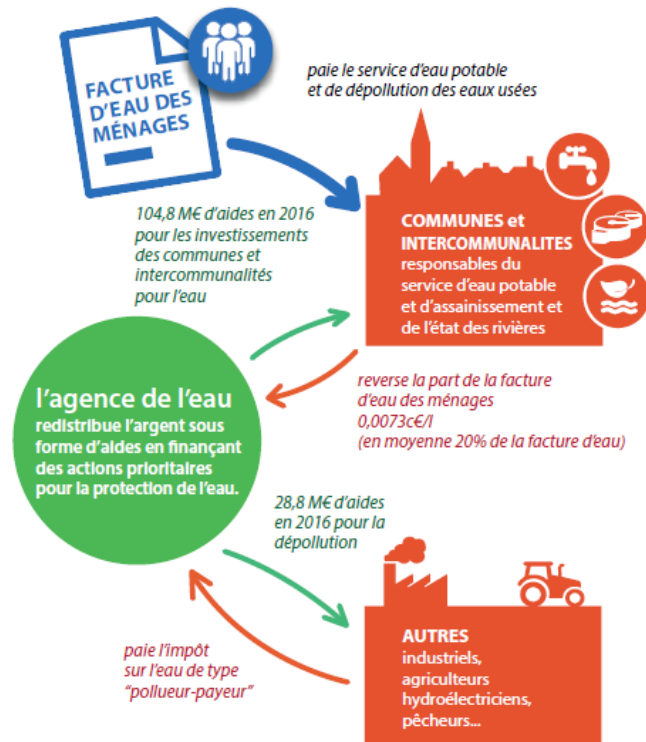 FACTURE
D'EAU DES
MÉNAGES
paie le service d'eau potable
et de dépollution des eaux usées
104,8 M€ d'aides en 2016
pour les investissements
des communes et
intercommunalités
pour l'eau
COMMUNES et
INTERCOMMUNALITES
responsables du
service d'eau potable
et d'assainissement et
de l'état des rivières
l'agence de l'eau
redistribue l'argent sous
forme d'aides en finançant
des actions prioritaires
pour la protection de l'eau.
reverse la part de la facture
d'eau des ménages
0,0073c€/l
(en moyenne 20% de la facture d'eau)
28,8 M€ d'aides
en 2016 pour la
dépollution
paie l'impôt
sur l'eau de type
"pollueur-payeur"
AUTRES
industriels,
agriculteurs
hydroélectriciens,
pêcheurs...